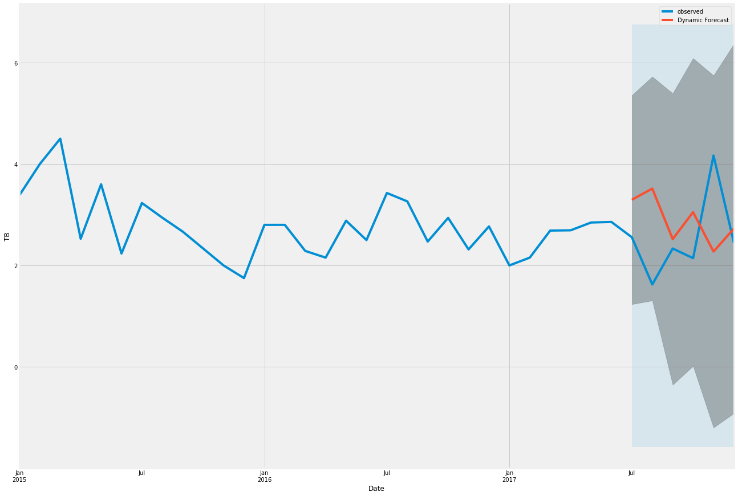 observed
Dynamic Forecast
6
4
2
0
TB
Jan
2015
Jul
Jan
2016
Jul
Jan
2017
Jul
Date